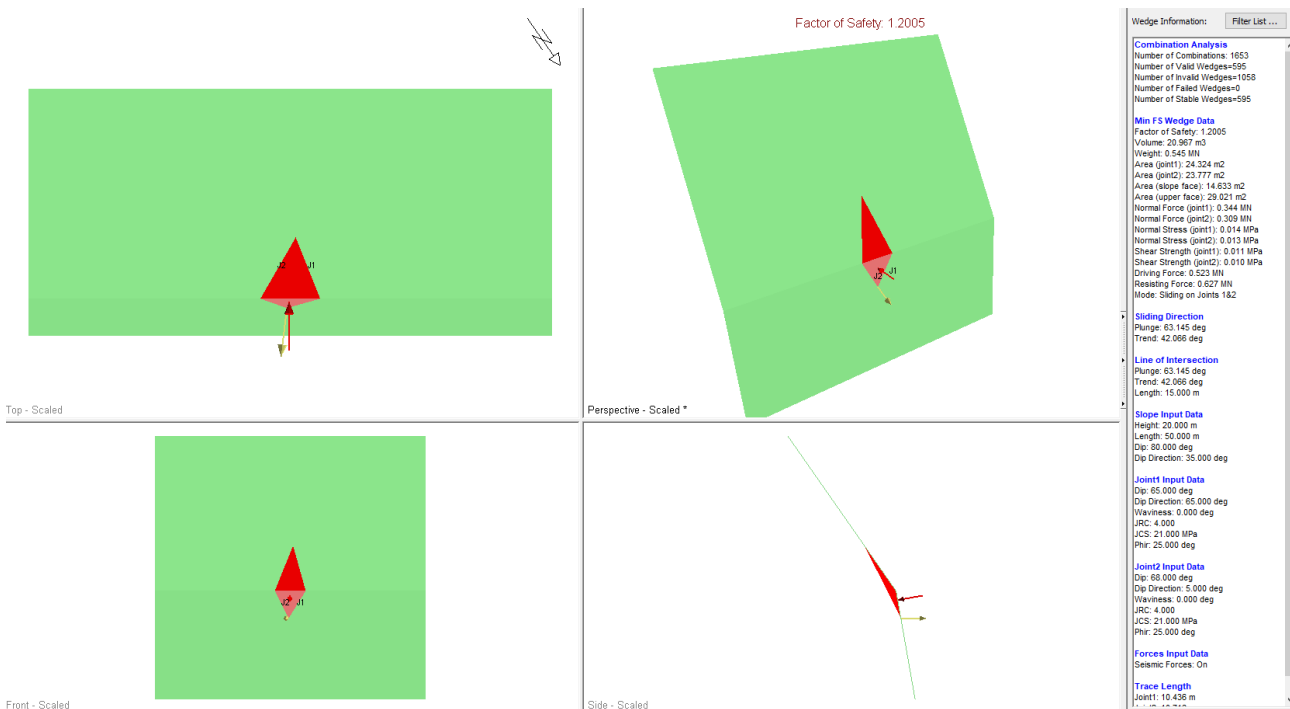 Factor of Safety: 1.2005
N
J2
J1
Top - Scaled
J1
J2
Perspective - Scaled *
J2
J1
Front - Scaled
Side - Scaled
Wedge Information:
Filter List ...
Combination Analysis
Number of Combinations: 1653
Number of Valid Wedges=595
Number of Invalid Wedges=1058
Number of Failed Wedges=0
Number of Stable Wedges=595
Min FS Wedge Data
Factor of Safety: 1.2005
Volume: 20.967 m3
Weight: 0.545 MN
Area (joint1): 24.324 m2
Area (joint2): 23.777 m2
Area (slope face): 14.633 m2
Area (upper face): 29.021 m2
Normal Force (joint1): 0.344 MN
Normal Force (joint2): 0.309 MN
Normal Stress (joint1): 0.014 MPa
Normal Stress (joint2): 0.013 MPa
Shear Strength (joint1): 0.011 MPa
Shear Strength (joint2): 0.010 MPa
Driving Force: 0.523 MN
Resisting Force: 0.627 MN
Mode: Sliding on Joints 1&2
Sliding Direction
Plunge: 63.145 deg
Trend: 42.066 deg
Line of Intersection
Plunge: 63.145 deg
Trend: 42.066 deg
Length: 15.000 m
Slope Input Data
Height: 20.000 m
Length: 50.000 m
Dip: 80.000 deg
Dip Direction: 35.000 deg
Joint1 Input Data
Dip: 65.000 deg
Dip Direction: 65.000 deg
Waviness: 0.000 deg
JRC: 4.000
JCS: 21.000 MPa
Phir: 25.000 deg
Joint2 Input Data
Dip: 68.000 deg
Dip Direction: 5.000 deg
Waviness: 0.000 deg
JRC: 4.000
JCS: 21.000 MPa
Phir: 25.000 deg
Forces Input Data
Seismic Forces: On
Trace Length
Joint1: 10.436 m